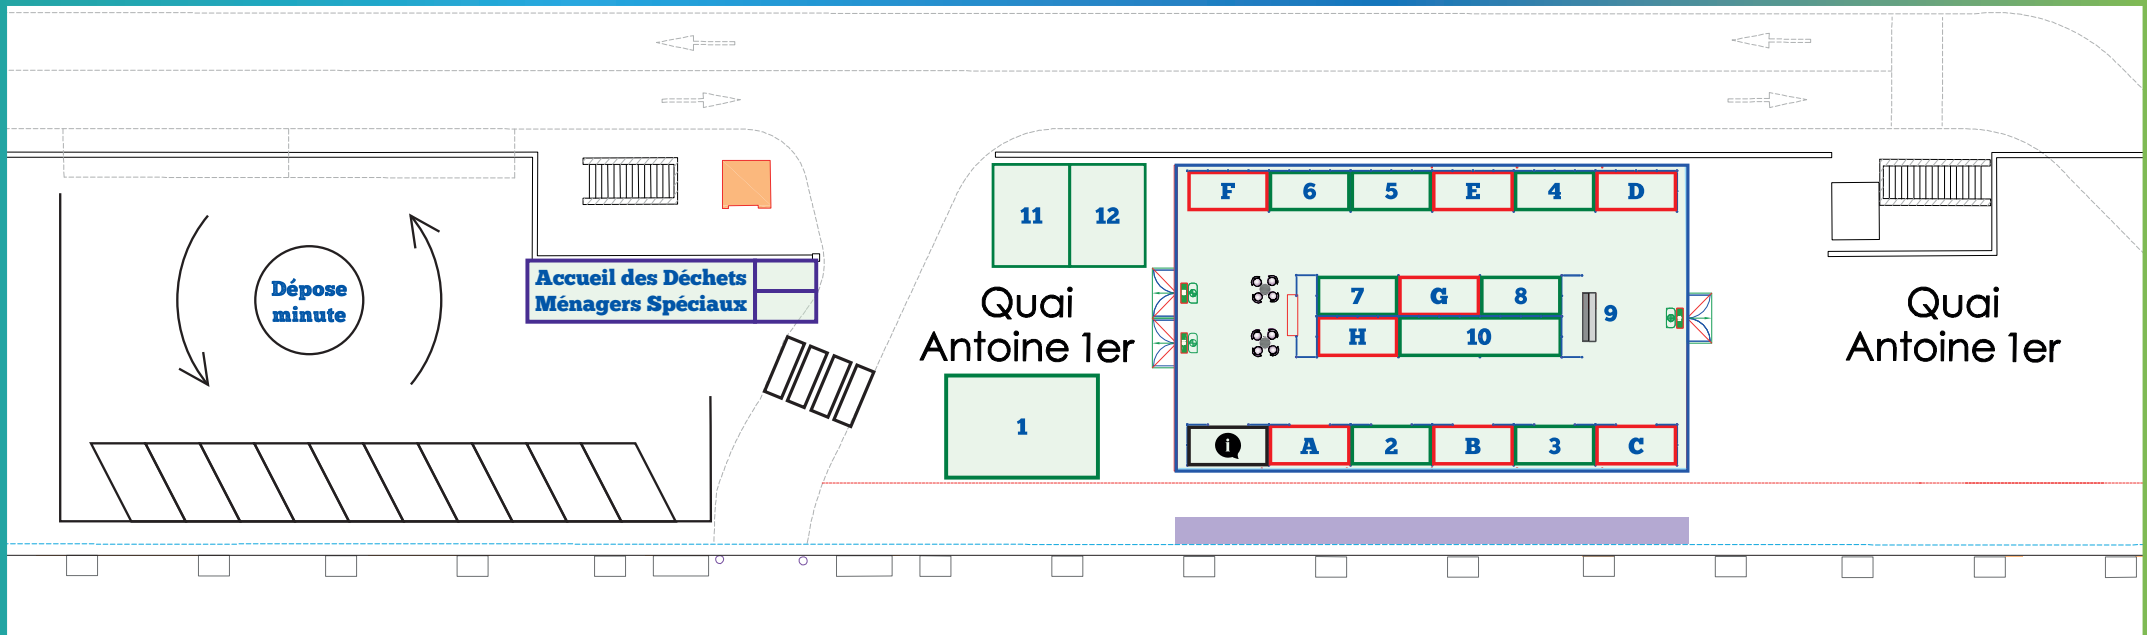 F 6 5 E 4 D
11 12
Accueil des Déchets
Ménagers Spéciaux
Dépose
minute
Quai
Antoine 1er
7 G 8
H 10
9
Quai
Antoine 1er
1
i A 2 B 3 C